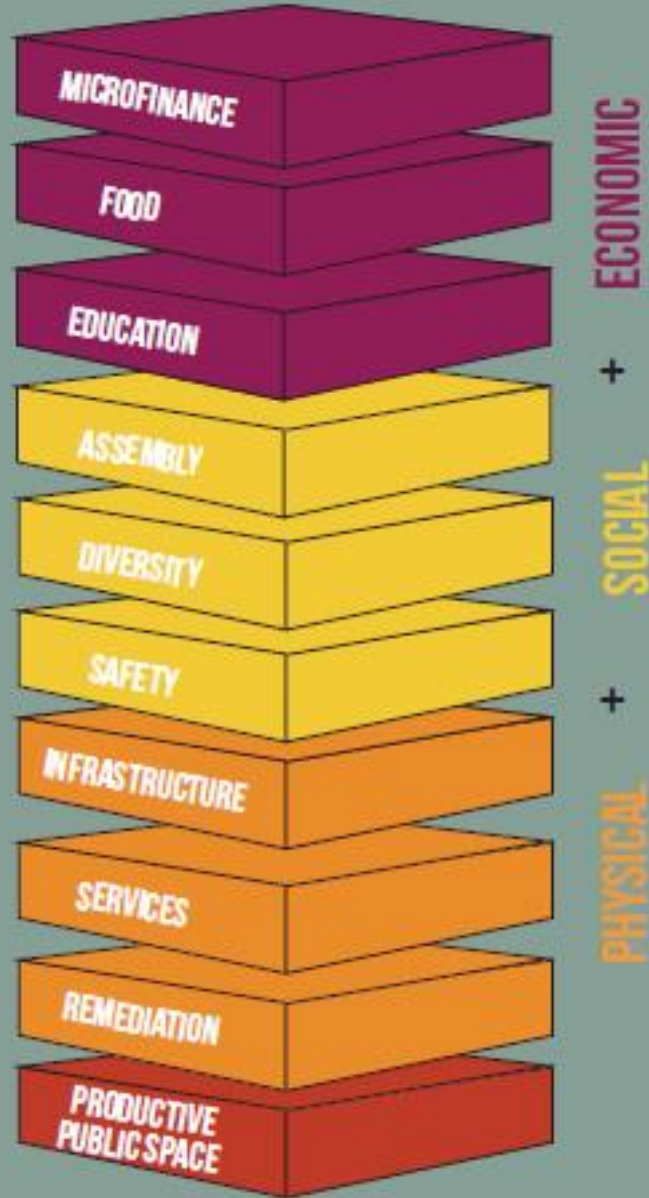 MICROFINANCE
FOOD
EDUCATION
ASSEMBLY
DIVERSITY
SAFETY
INFRASTRUCTURE
SERVICES
REMEDIATION
PRODUCTIVE
PUBLIC SPACE
ECONOMIC
+
SOCIAL
+
PHYSICAL